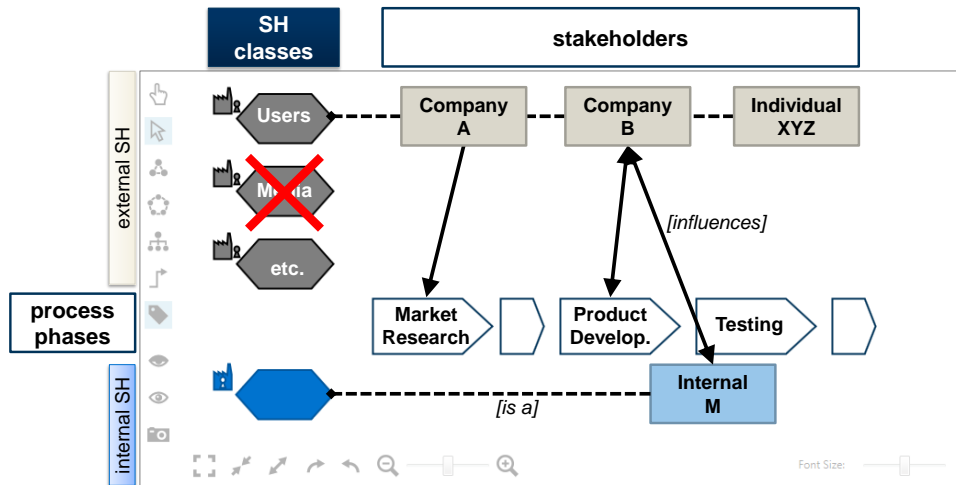 SH
classes
stakeholders
external SH
Users
Company
A
Company
B
Individual
XYZ
Media
[influences]
etc.
process
phases
Market
Research
Product
Develop.
Testing
internal SH
Internal
M
[is a]
Font Size: